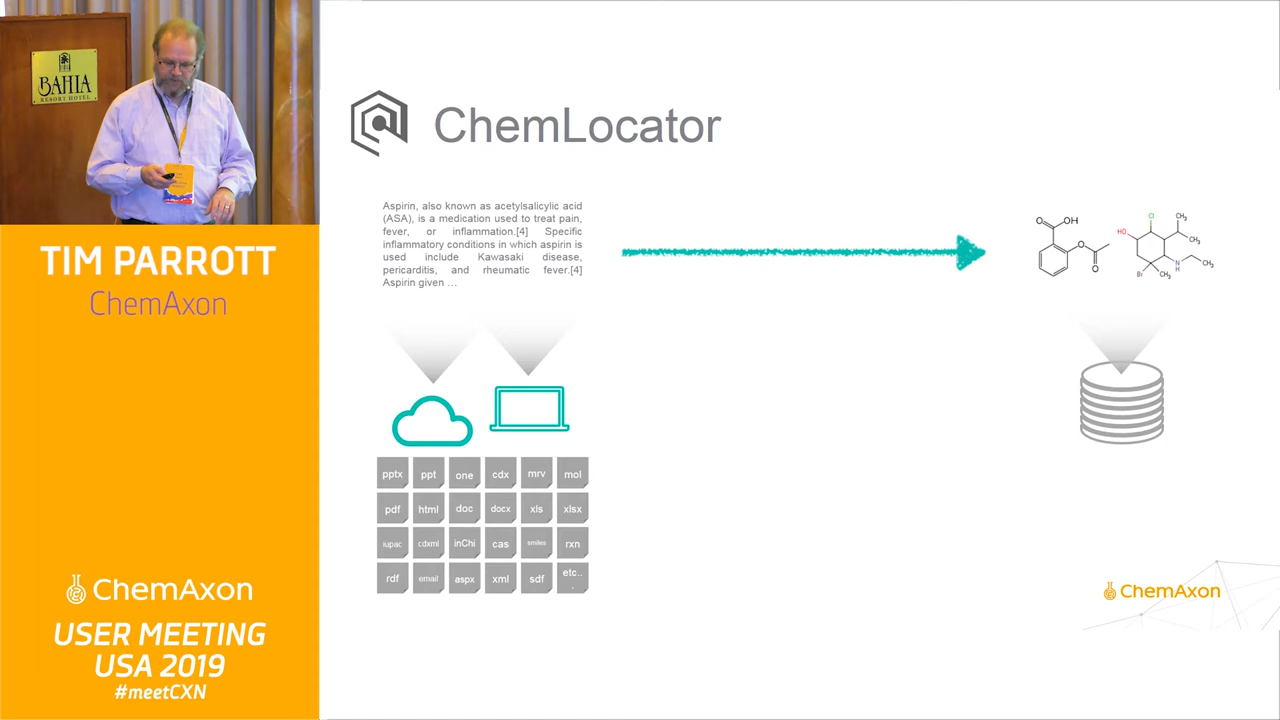 BAHIA
RESORT HOTEL
TIM PARROTT
ChemAxon
ChemAxon
USER MEETING
USA 2019
#meetCXN
ChemLocator
Aspirin, also known as acetylsalicylic acid
(ASA), is a medication used to treat pain,
fever, or inflammation.[4] Specific
inflammatory conditions in which aspirin is
used include Kawasaki disease,
pericarditis, and rheumatic fever.[4]
Aspirin given …
O OH
O
O
Cl
CH₃
HO
CH₃
Br
CH₃
N
H
CH₃
pptx ppt one cdx mrv mol
pdf html doc docx xls xlsx
iupac cdxml inChi cas smiles rxn
rdf email aspx xml sdf etc..
.
ChemAxon